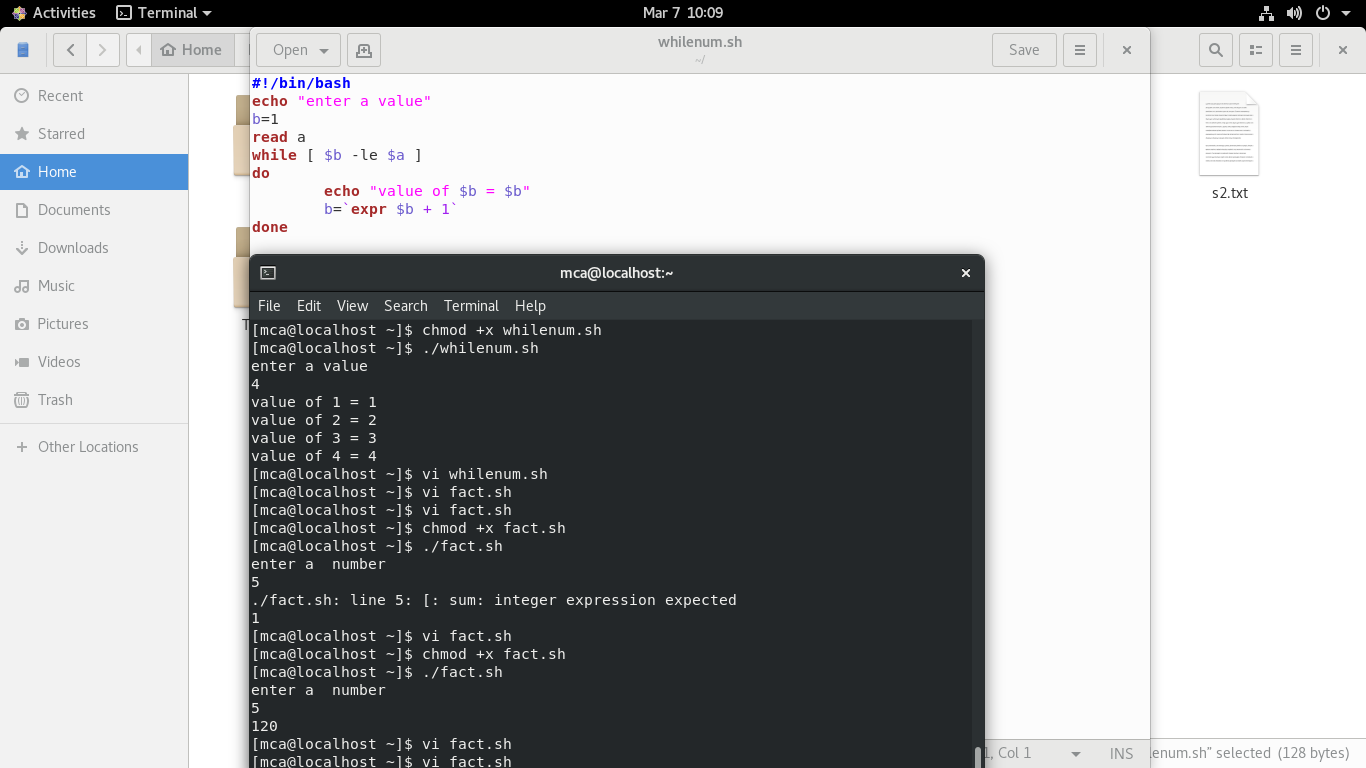 Activities
Terminal
Mar 7 10:09
Home
Open
whilenum.sh
~/
Save
Recent
Starred
Home
Documents
Downloads
Music
Pictures
Videos
Trash
+ Other Locations
#!/bin/bash
echo "enter a value"
b=1
read a
while [ $b -le $a ]
do
        echo "value of $b = $b"
        b=`expr $b + 1`
done
s2.txt
T
mca@localhost:~
File Edit View Search Terminal Help
[mca@localhost ~]$ chmod +x whilenum.sh
[mca@localhost ~]$ ./whilenum.sh
enter a value
4
value of 1 = 1
value of 2 = 2
value of 3 = 3
value of 4 = 4
[mca@localhost ~]$ vi whilenum.sh
[mca@localhost ~]$ vi fact.sh
[mca@localhost ~]$ vi fact.sh
[mca@localhost ~]$ chmod +x fact.sh
[mca@localhost ~]$ ./fact.sh
enter a  number
5
./fact.sh: line 5: [: sum: integer expression expected
1
[mca@localhost ~]$ vi fact.sh
[mca@localhost ~]$ chmod +x fact.sh
[mca@localhost ~]$ ./fact.sh
enter a  number
5
120
[mca@localhost ~]$ vi fact.sh
[mca@localhost ~]$ vi fact.sh
1, Col 1
INS
lenum.sh" selected (128 bytes)